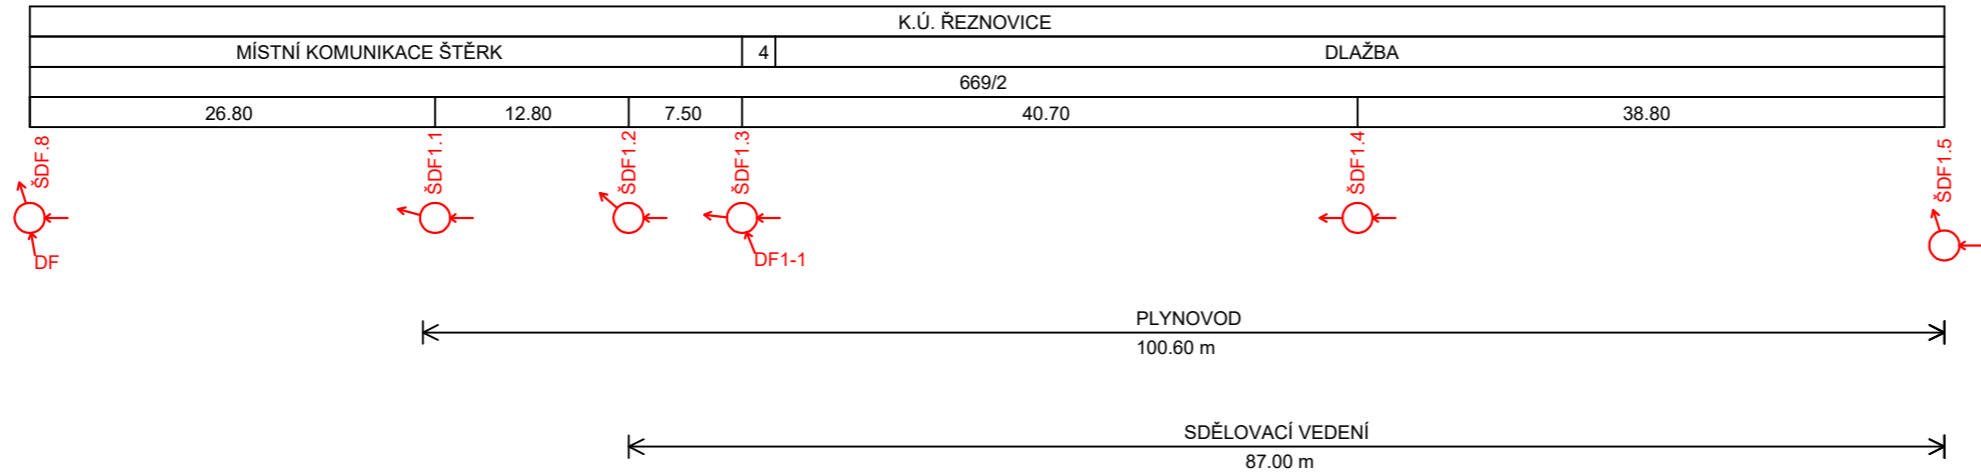 K.Ú. ŘEZNOVICE
MÍSTNÍ KOMUNIKACE ŠTĚRK 4 DLAŽBA
669/2
26.80 12.80 7.50 40.70 38.80
ŠDF.8 ŠDF1.1 ŠDF1.2 ŠDF1.3 ŠDF1.4 ŠDF1.5
DF DF1-1
PLYNOVOD
100.60 m
SDĚLOVACÍ VEDENÍ
87.00 m